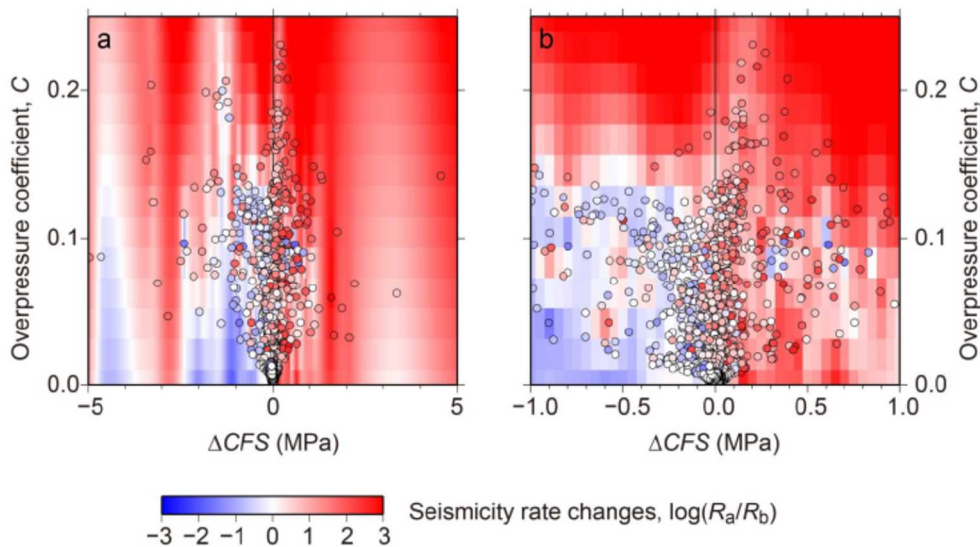 a
b
0.2
0.1
0.0
Overpressure coefficient, C
−5
0
5
ΔCFS (MPa)
0.2
0.1
0.0
Overpressure coefficient, C
−1.0
−0.5
0.0
0.5
1.0
ΔCFS (MPa)
−3 −2 −1 0 1 2 3
Seismicity rate changes, log(Ra/Rb)